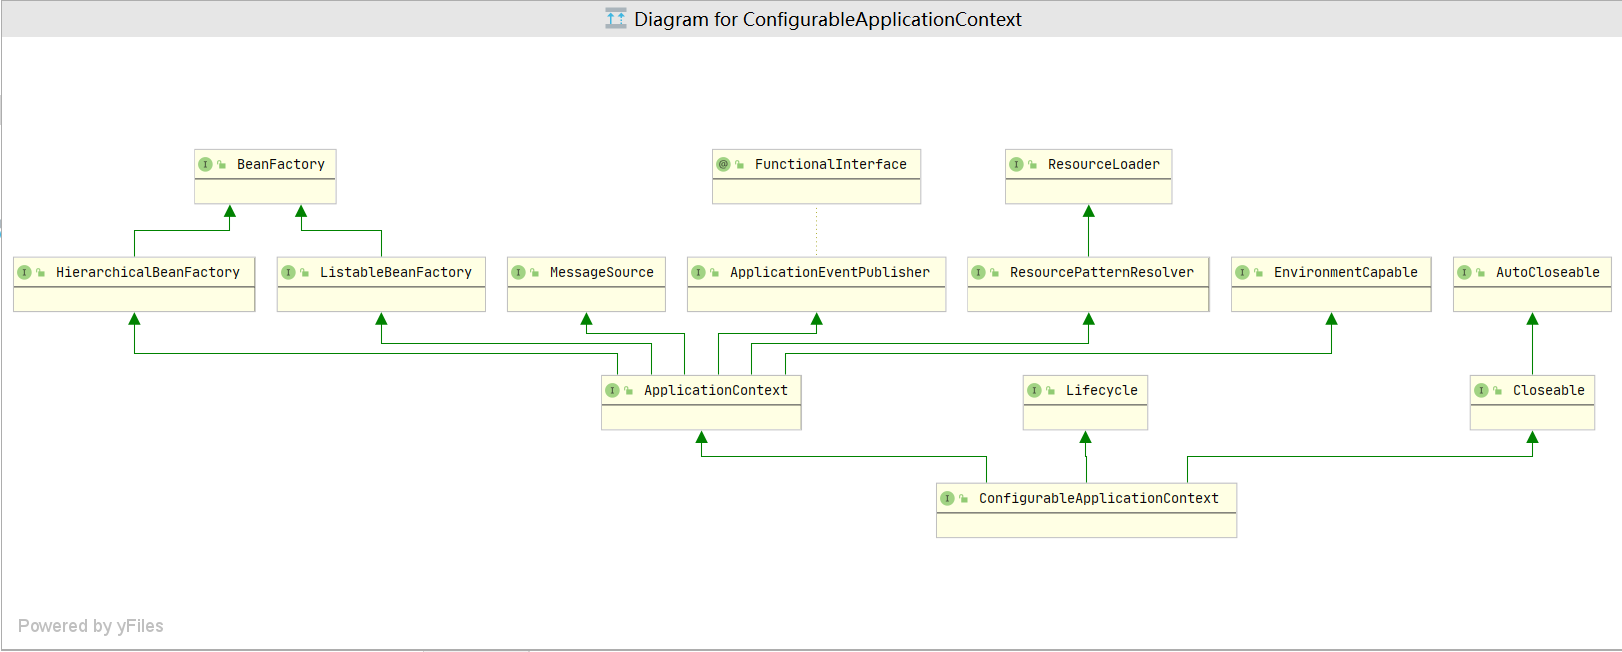 Diagram for ConfigurableApplicationContext
BeanFactory
FunctionalInterface
ResourceLoader
HierarchicalBeanFactory
ListableBeanFactory
MessageSource
ApplicationEventPublisher
ResourcePatternResolver
EnvironmentCapable
AutoCloseable
ApplicationContext
Lifecycle
Closeable
ConfigurableApplicationContext
Powered by yFiles